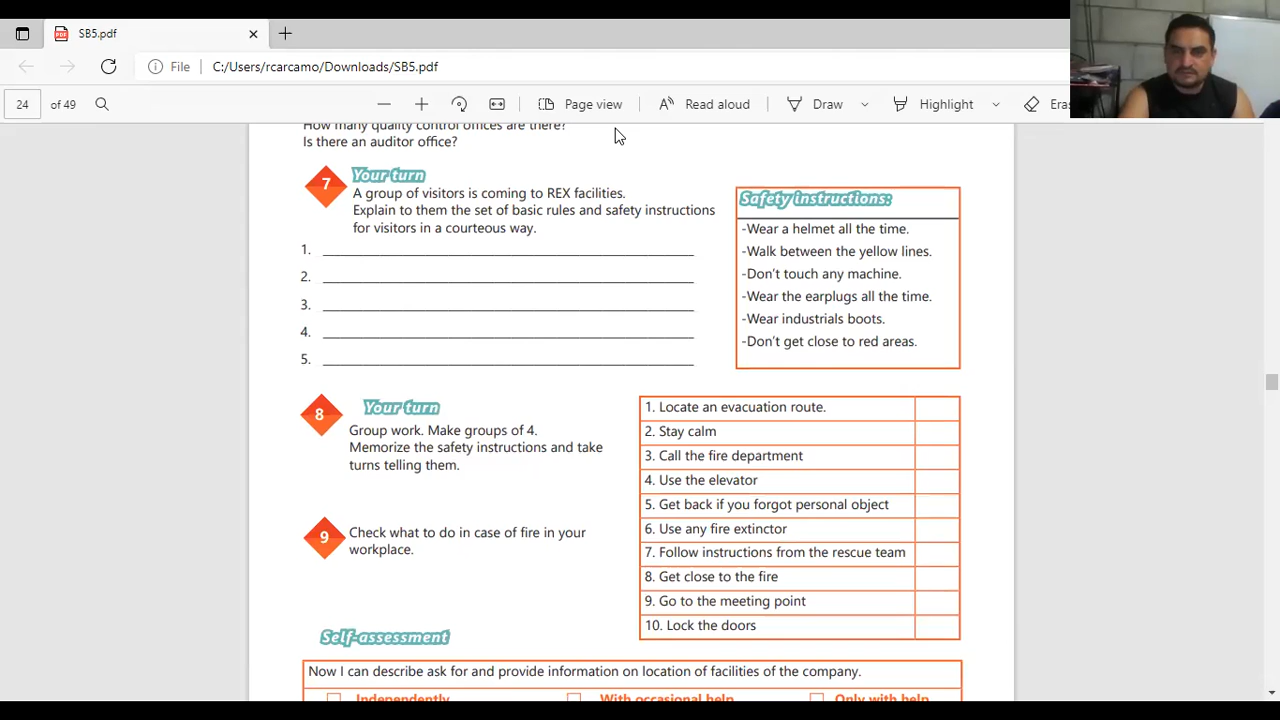 SB5.pdf
File C:/Users/rcarcamo/Downloads/SB5.pdf
24 of 49 Page view Read aloud Draw Highlight
How many quality control offices are there?
Is there an auditor office?
7 Your turn
A group of visitors is coming to REX facilities.
Explain to them the set of basic rules and safety instructions
for visitors in a courteous way.
1.
2.
3.
4.
5.
Safety instructions:
-Wear a helmet all the time.
-Walk between the yellow lines.
-Don't touch any machine.
-Wear the earplugs all the time.
-Wear industrials boots.
-Don't get close to red areas.
8 Your turn
Group work. Make groups of 4.
Memorize the safety instructions and take
turns telling them.
9 Check what to do in case of fire in your
workplace.
1. Locate an evacuation route.
2. Stay calm
3. Call the fire department
4. Use the elevator
5. Get back if you forgot personal object
6. Use any fire extinctor
7. Follow instructions from the rescue team
8. Get close to the fire
9. Go to the meeting point
10. Lock the doors
Self-assessment
Now I can describe ask for and provide information on location of facilities of the company.
Independently With occasional help Only with help